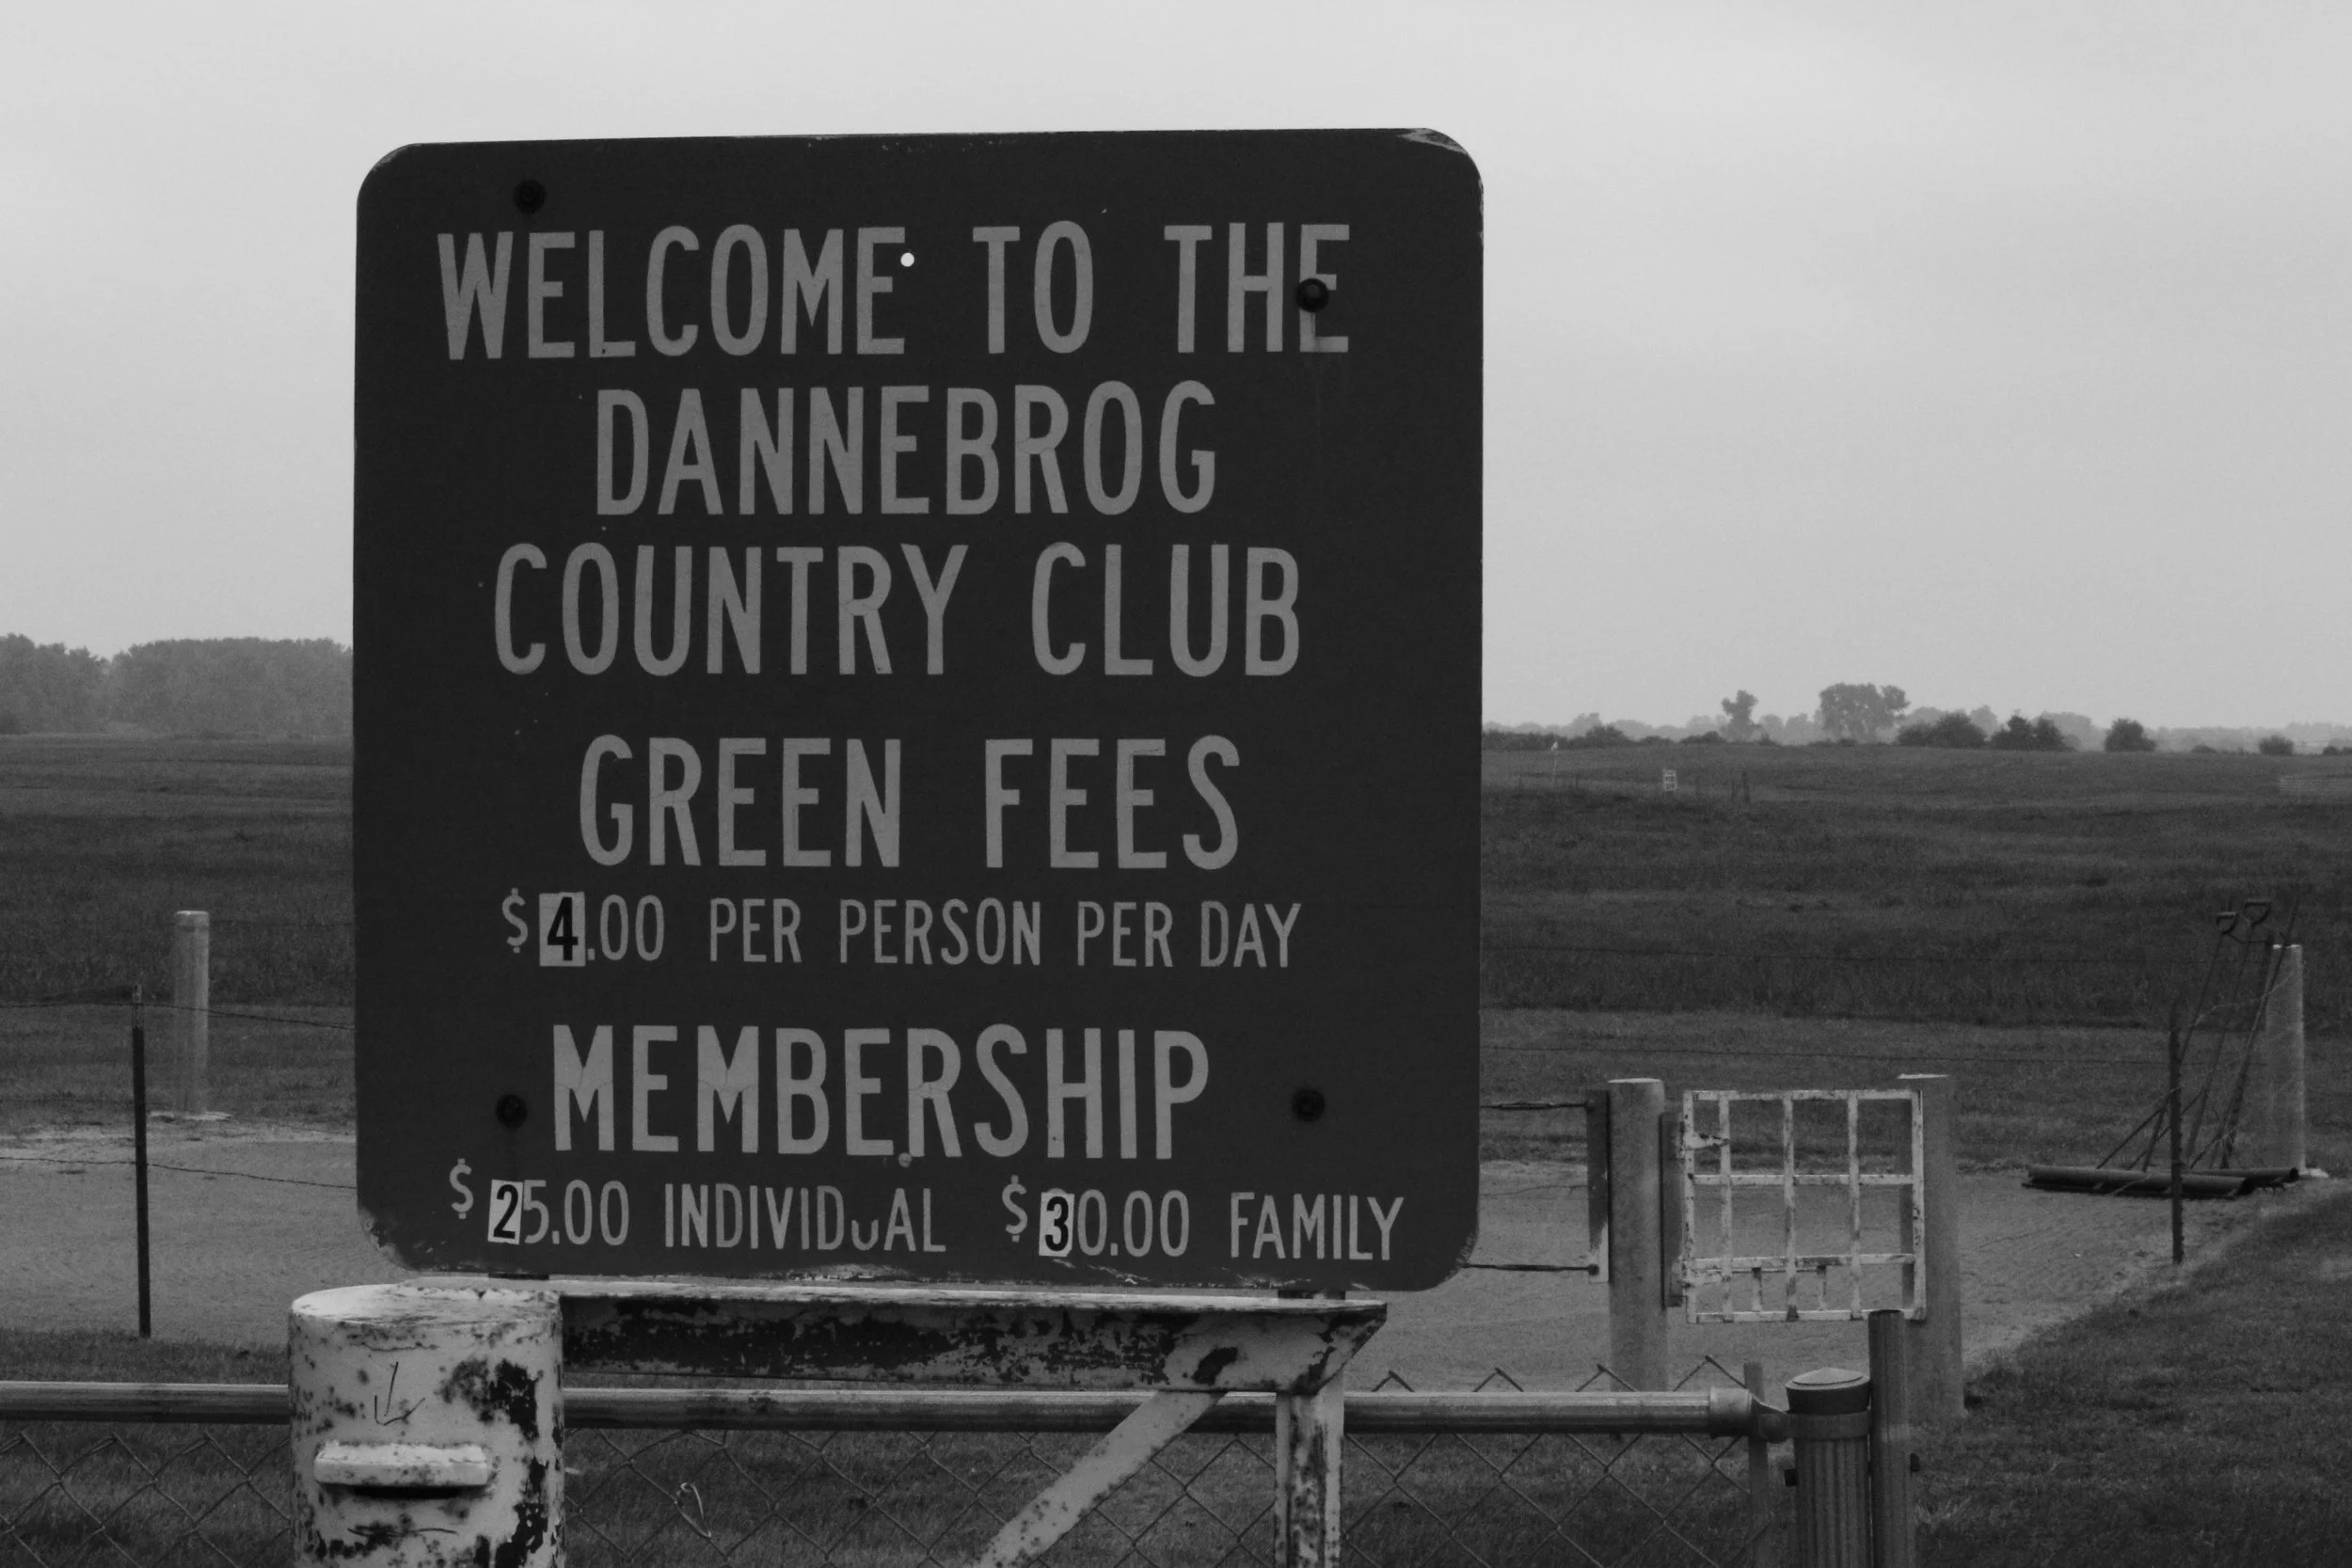 WELCOME TO THE
DANNEBROG
COUNTRY CLUB
GREEN FEES
$4.00 PER PERSON PER DAY
MEMBERSHIP
$25.00 INDIVIDuAL $30.00 FAMILY